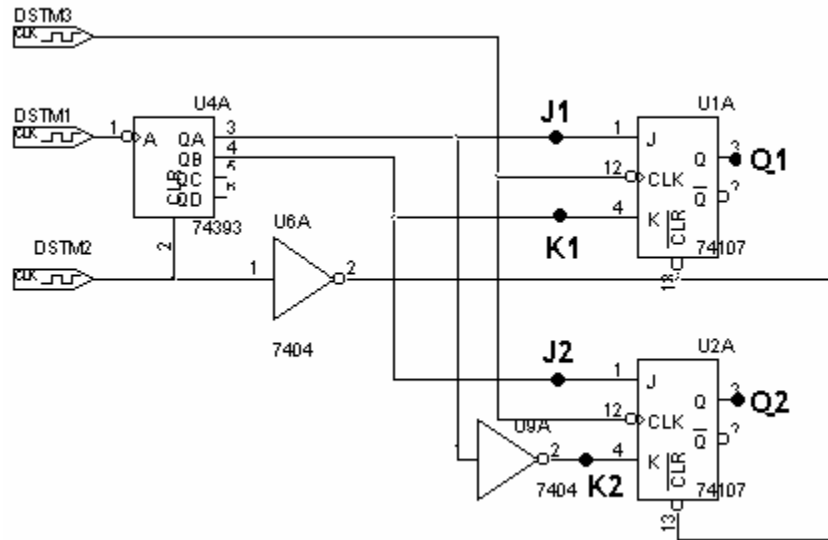 DSTM3
CLK
DSTM1
CLK
1
A
U4A
QA
QB
QC
QD
CLR
3
4
5
6
2
74393
DSTM2
CLK
U6A
1
2
7404
J1
K1
U1A
1
12
4
J
CLK
K
Q
Q
CLR
Q1
74107
13
J2
K2
U9A
2
7404
U2A
1
12
4
J
CLK
K
Q
Q
CLR
Q2
74107
13